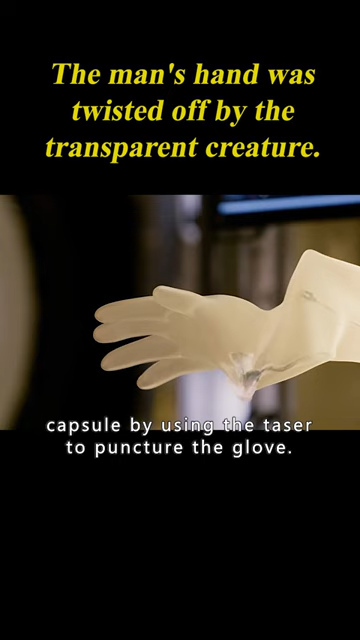 The man's hand was
twisted off by the
transparent creature.
capsule by using the taser
to puncture the glove.